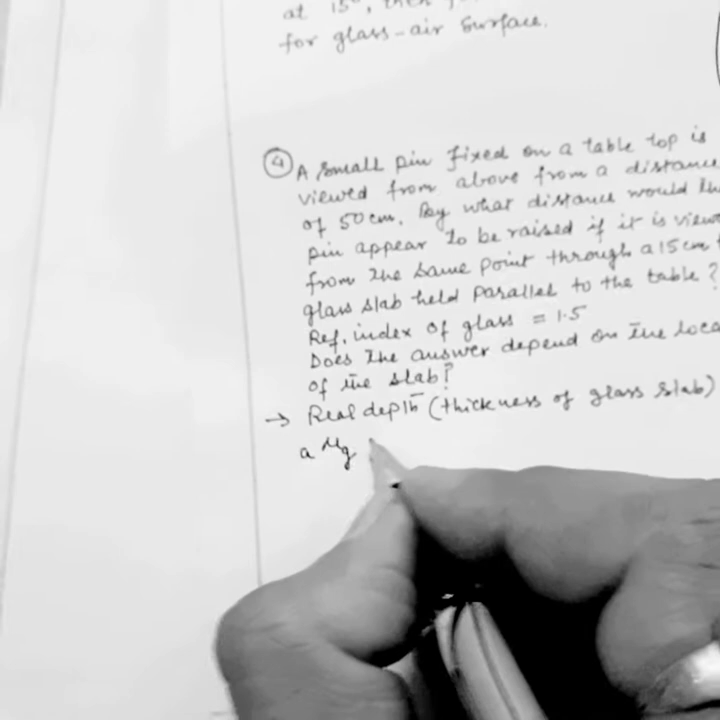 at 15°, then
for glass-air surface.
④ A small pin fixed on a table top is
viewed from above from a distance
of 50 cm. By what distance would the
pin appear to be raised if it is view
from the same point through a 15 cm
glass slab held parallel to the table?
Ref. index of glass = 1.5
Does the answer depend on the loca
of the slab?
→ Real depth (thickness of glass slab)
a μg